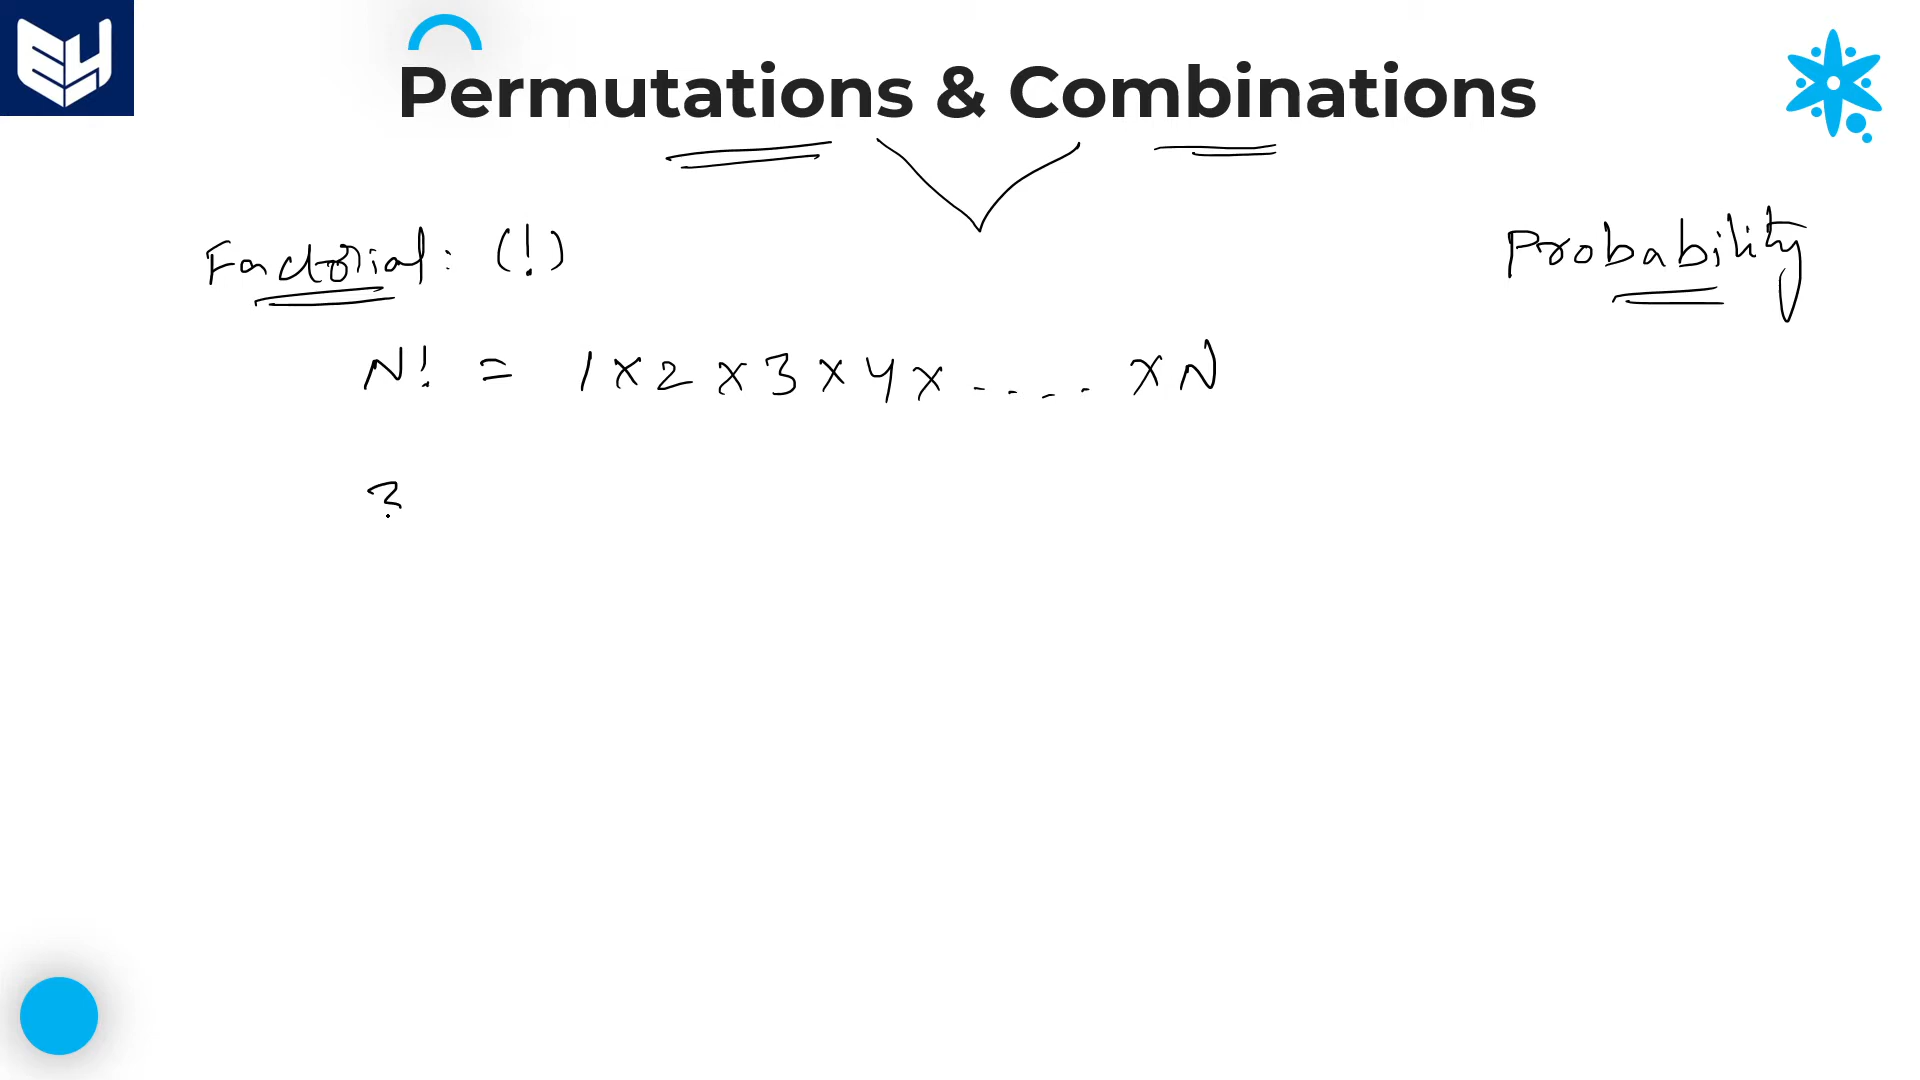 Permutations & Combinations
Factorial: (!)
Probability
N! = 1 x 2 x 3 x 4 x .... x N
?